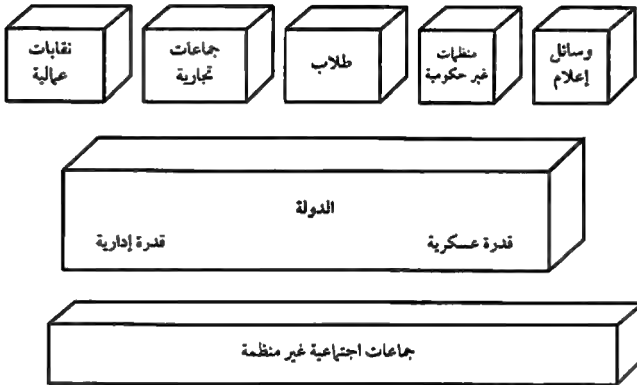 وسائل
إعلام
منظمات
غير حكومية
طلاب
جماعات
تجارية
نقابات
عمالية
الدولة
قدرة عسكرية
قدرة إدارية
جماعات اجتماعية غير منظمة